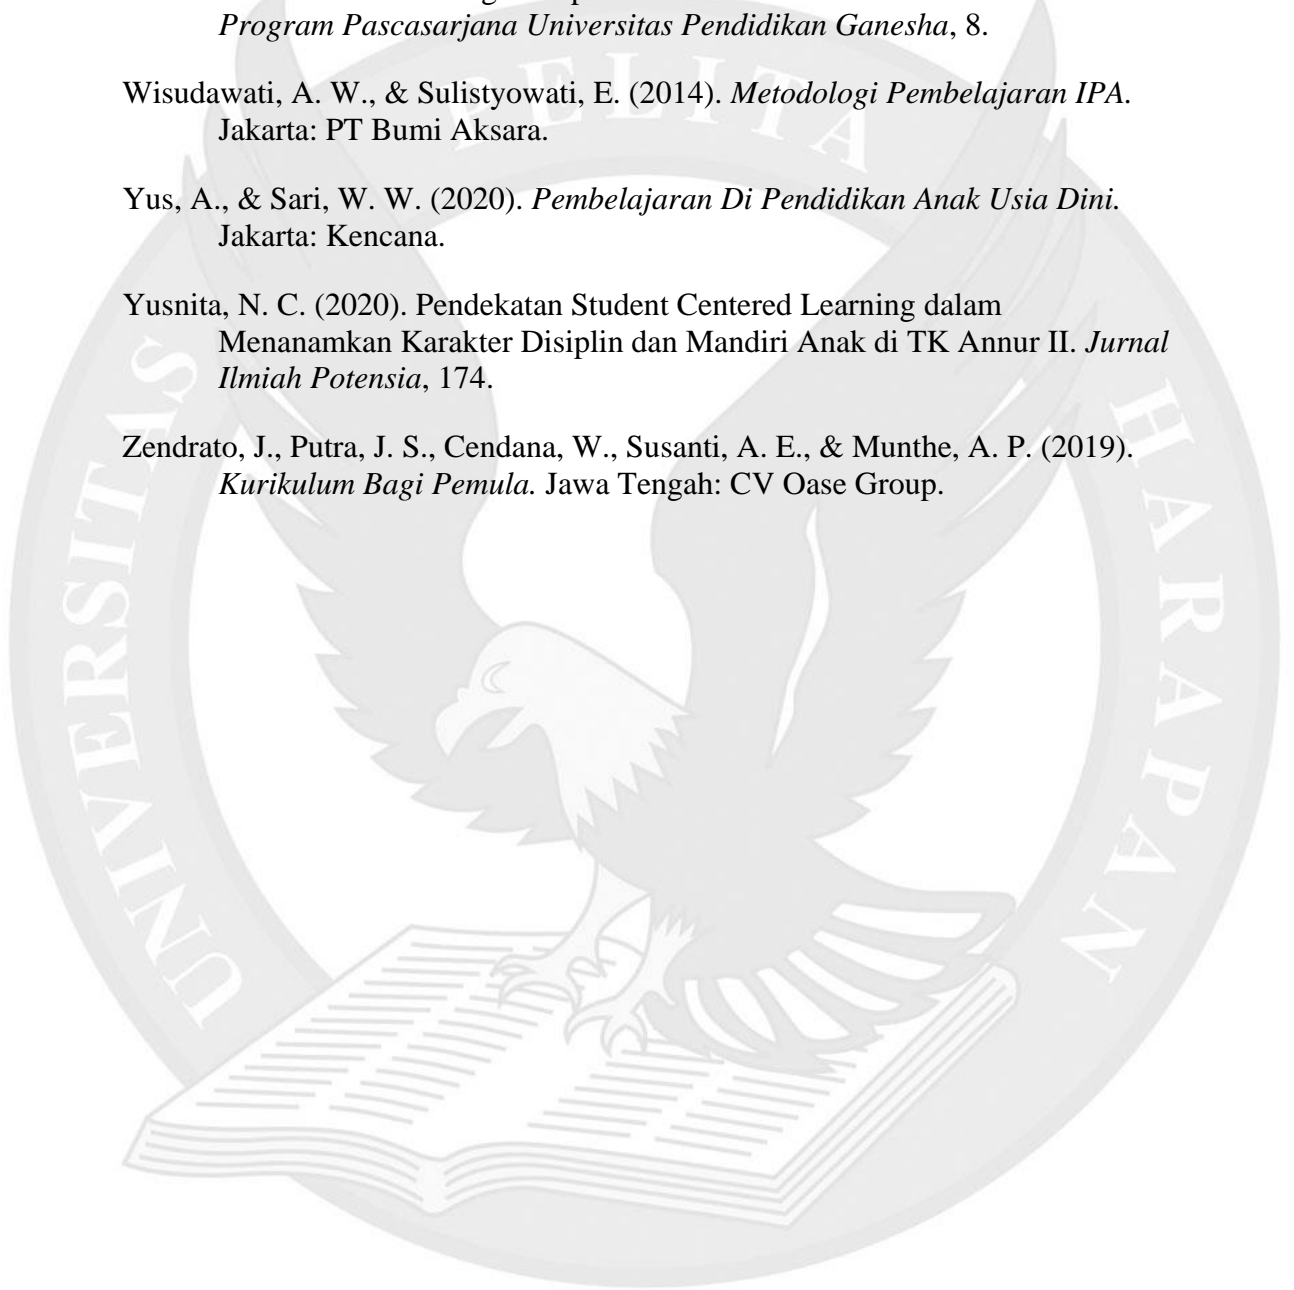 Program Pascasarjana Universitas Pendidikan Ganesha, 8.
Wisudawati, A. W., & Sulistyowati, E. (2014). Metodologi Pembelajaran IPA.
Jakarta: PT Bumi Aksara.
Yus, A., & Sari, W. W. (2020). Pembelajaran Di Pendidikan Anak Usia Dini.
Jakarta: Kencana.
Yusnita, N. C. (2020). Pendekatan Student Centered Learning dalam
Menanamkan Karakter Disiplin dan Mandiri Anak di TK Annur II. Jurnal
Ilmiah Potensia, 174.
Zendrato, J., Putra, J. S., Cendana, W., Susanti, A. E., & Munthe, A. P. (2019).
Kurikulum Bagi Pemula. Jawa Tengah: CV Oase Group.
UNIVERSITAS PELITA HARAPAN